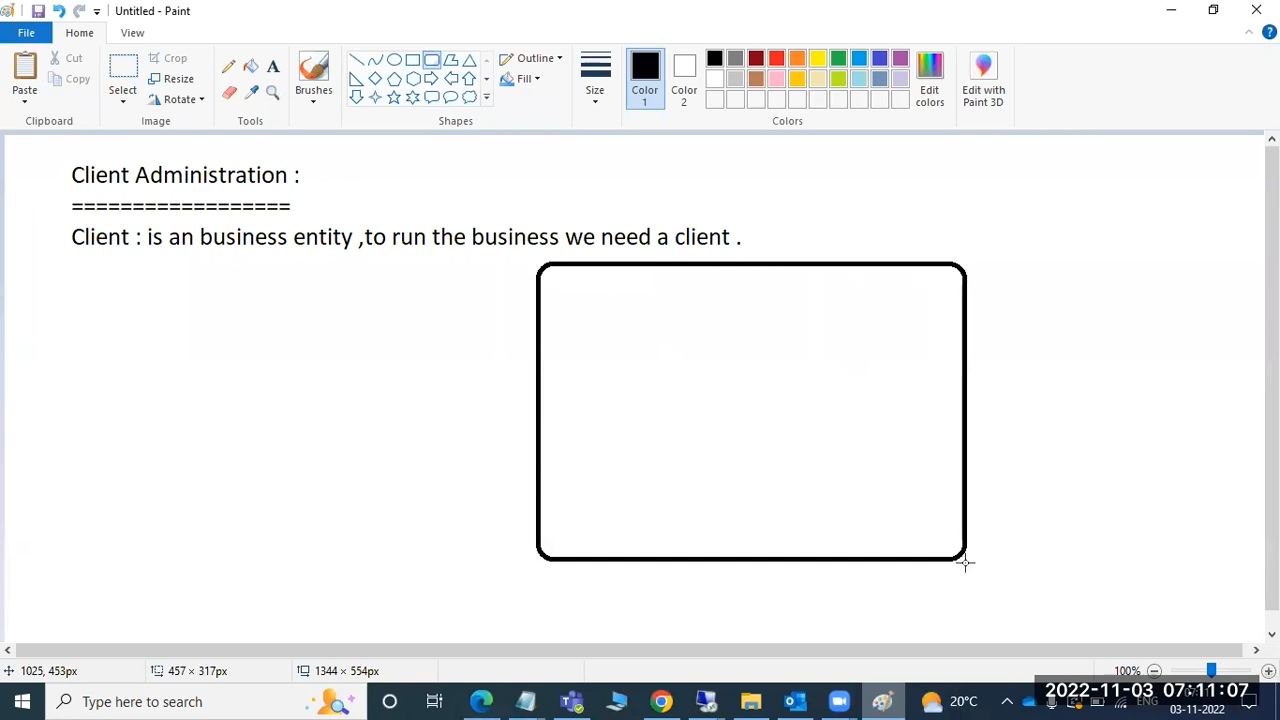 Untitled - Paint
File
Home
View
Paste
Cut
Copy
Clipboard
Select
Crop
Resize
Rotate
Image
A
Tools
Brushes
Outline
Fill
Shapes
Size
Color 1
Color 2
Edit colors
Colors
Edit with Paint 3D
Client Administration :
==================
Client : is an business entity ,to run the business we need a client .
1025, 453px
457 × 317px
1344 × 554px
100%
Type here to search
20°C
ENG
2022-11-03 07:11:07
03-11-2022